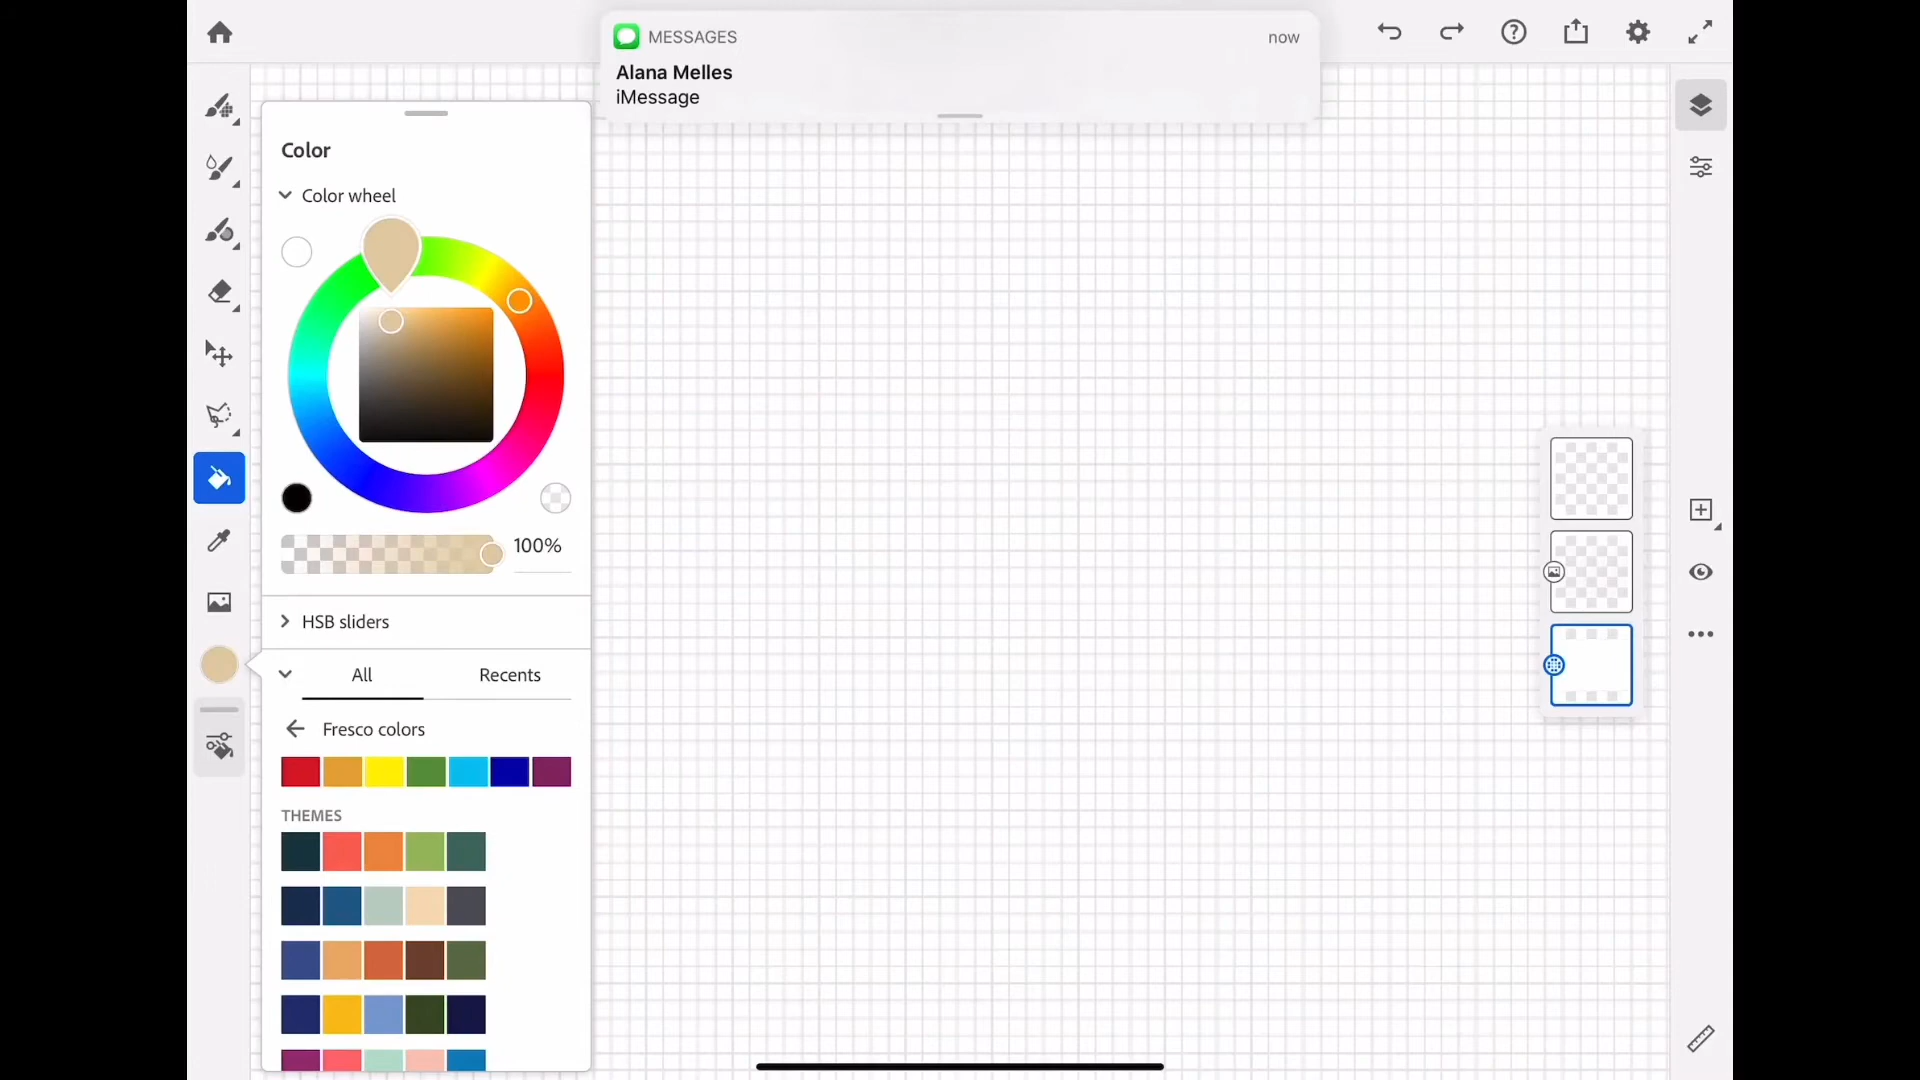 MESSAGES
now
Alana Melles
iMessage
Color
Color wheel
100%
HSB sliders
All
Recents
Fresco colors
THEMES